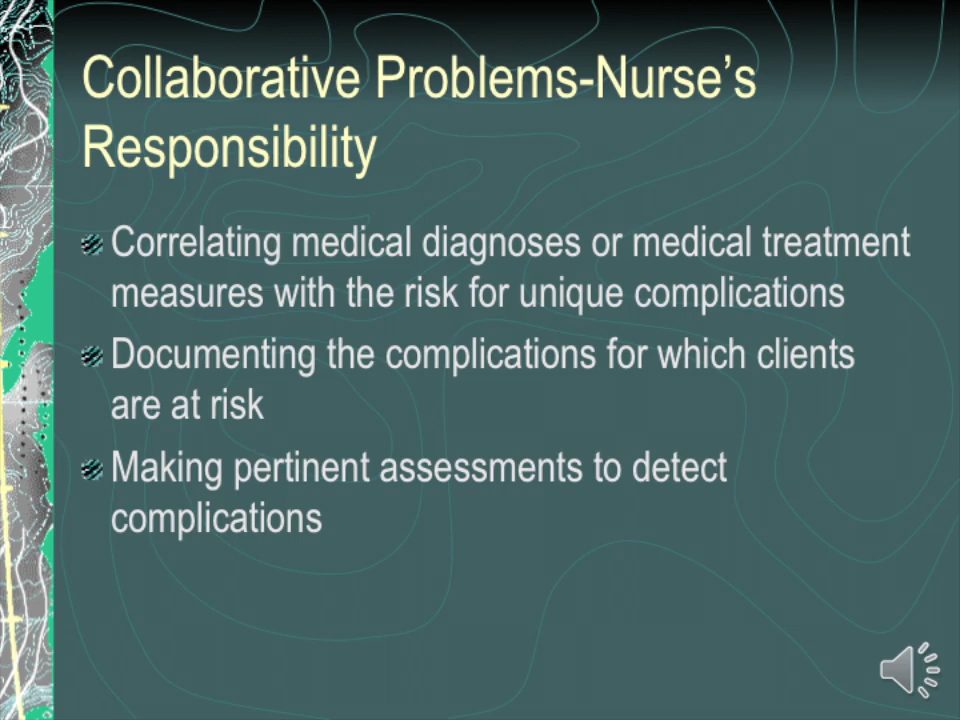 Collaborative Problems-Nurse’s
Responsibility
Correlating medical diagnoses or medical treatment
measures with the risk for unique complications
Documenting the complications for which clients
are at risk
Making pertinent assessments to detect
complications